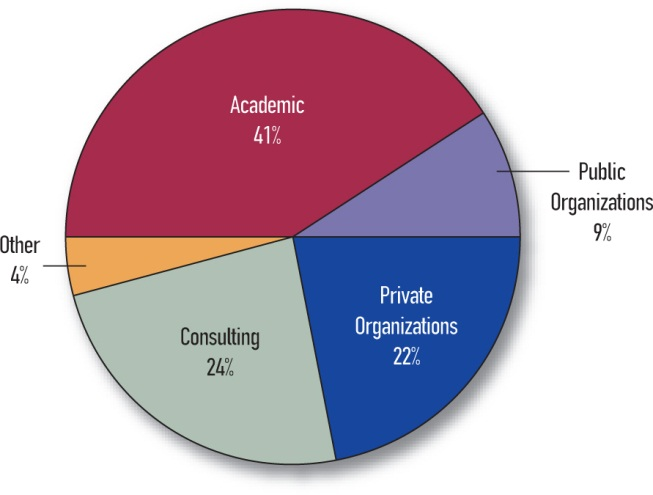 Academic
41%
Public
Organizations
9%
Other
4%
Private
Organizations
22%
Consulting
24%